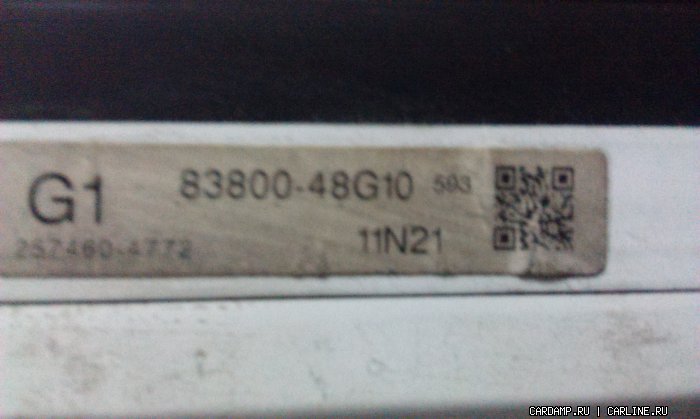 G1 83800-48G10 593
257460-4772 11N21
CARDAMP.RU | CARLINE.RU